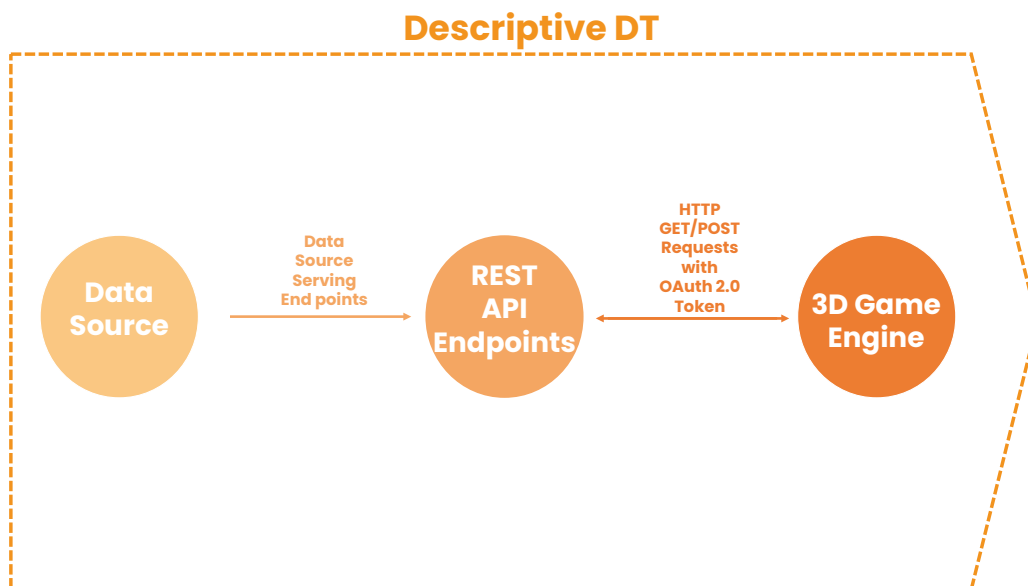 Descriptive DT
Data
Source
Data
Source
Serving
End points
REST
API
Endpoints
HTTP
GET/POST
Requests
with
OAuth 2.0
Token
3D Game
Engine